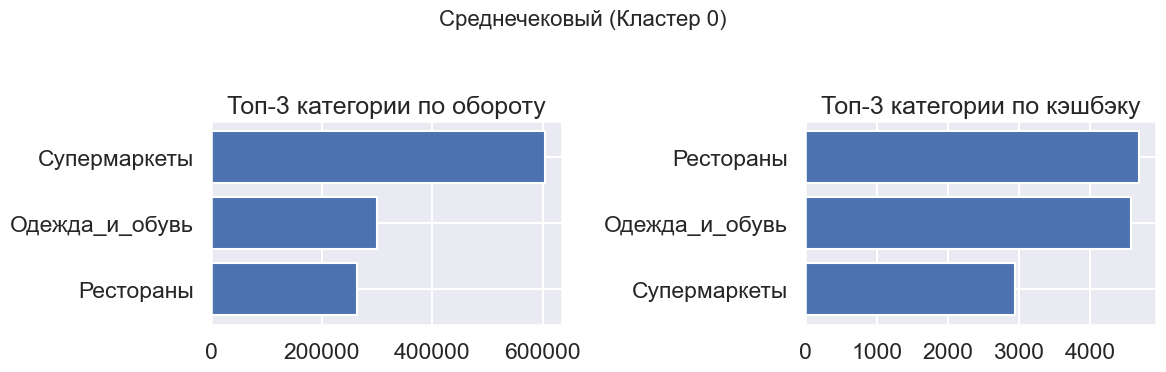 Среднечековый (Кластер 0)
Топ-3 категории по обороту
Супермаркеты
Одежда_и_обувь
Рестораны
0 200000 400000 600000
Топ-3 категории по кэшбэку
Рестораны
Одежда_и_обувь
Супермаркеты
0 1000 2000 3000 4000